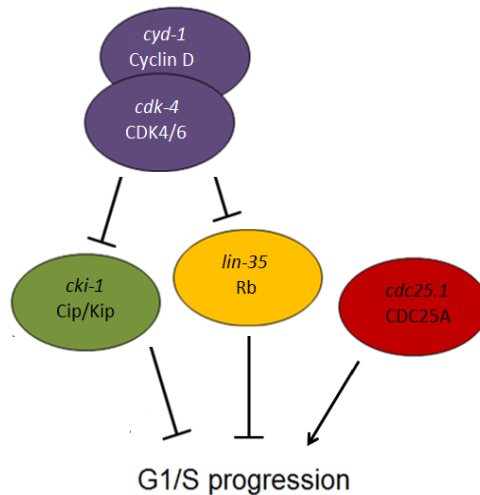 cyd-1
Cyclin D
cdk-4
CDK4/6
cki-1
Cip/Kip
lin-35
Rb
cdc25.1
CDC25A
G1/S progression